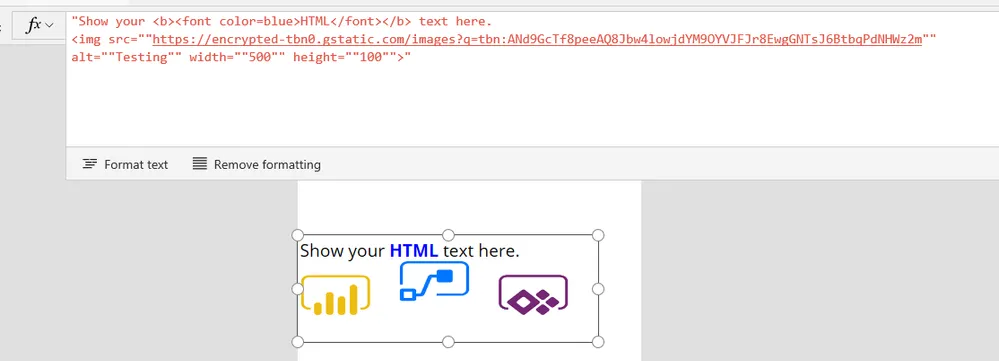 fx
"Show your <b><font color=blue>HTML</font></b> text here.
<img src=""https://encrypted-tbn0.gstatic.com/images?q=tbn:ANd9GcTf8peeAQ8Jbw4lowjdYM9OYVJFJr8EwgGNTsJ6BtbqPdNHWz2m""
alt=""Testing"" width=""500"" height=""100"">"
Format text Remove formatting
Show your HTML text here.